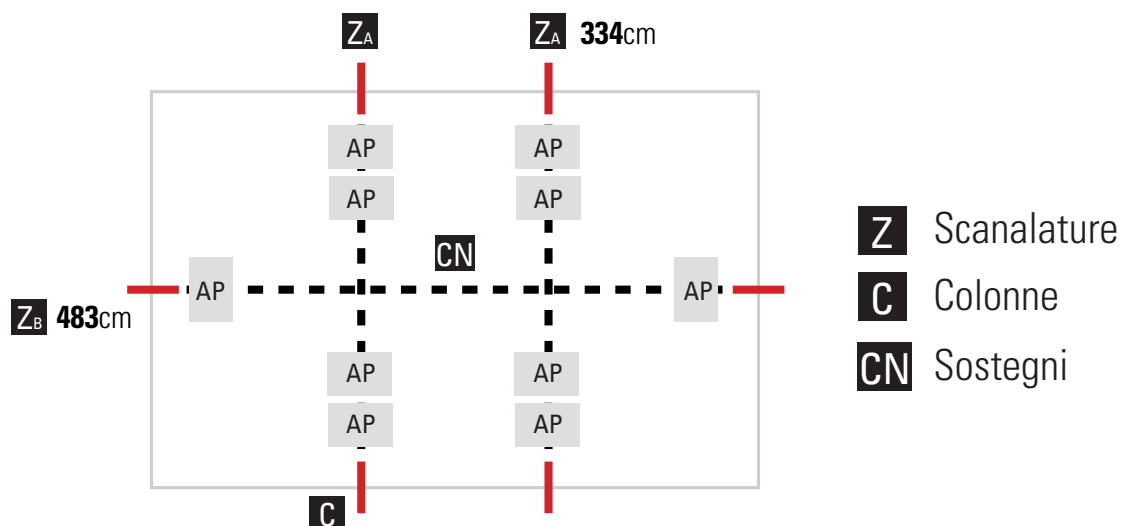 ZA ZA 334cm
AP AP
AP AP
CN
AP AP
ZB 483cm
AP AP
AP AP
C
Z Scanalature
C Colonne
CN Sostegni